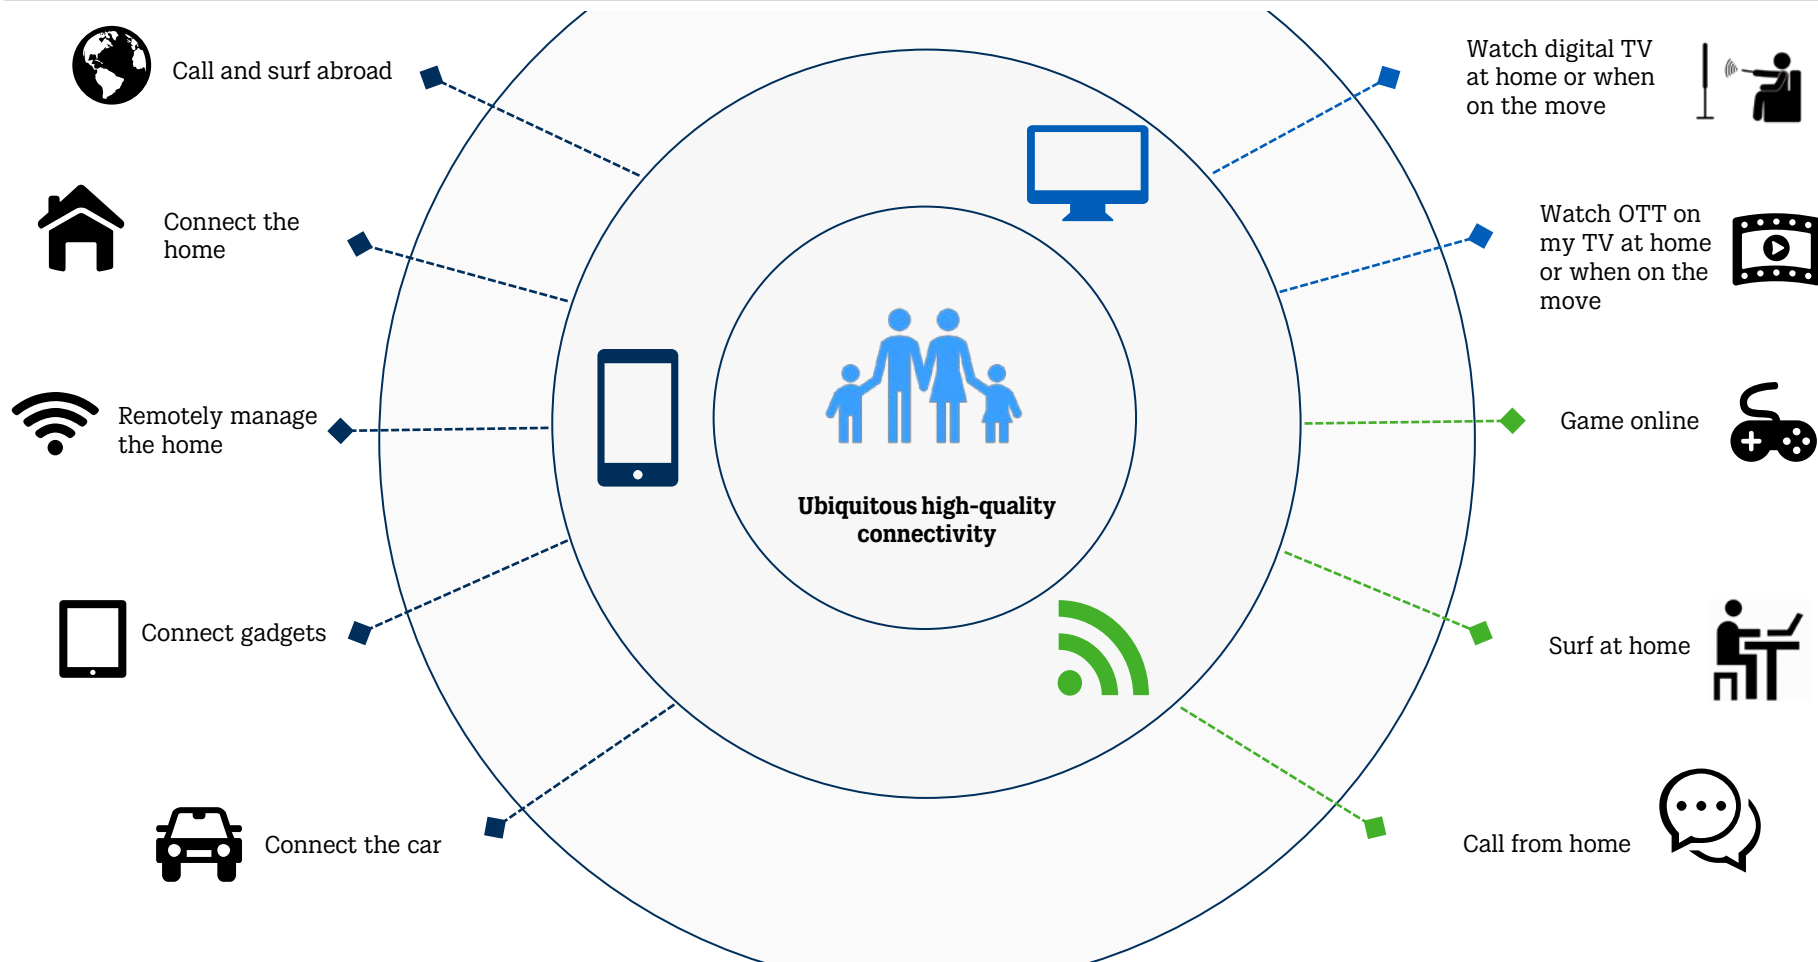 Call and surf abroad
Connect the
home
Remotely manage
the home
Connect gadgets
Connect the car
Ubiquitous high-quality
connectivity
Watch digital TV
at home or when
on the move
Watch OTT on
my TV at home
or when on the
move
Game online
Surf at home
Call from home